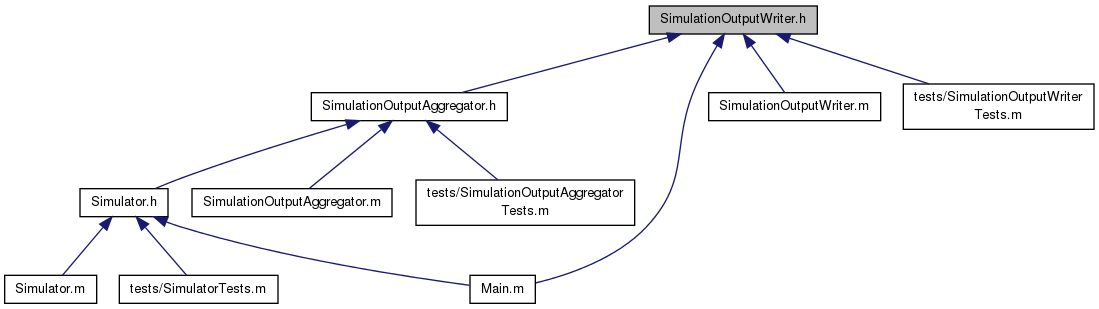 SimulationOutputWriter.h
SimulationOutputAggregator.h
SimulationOutputWriter.m
tests/SimulationOutputWriter
Tests.m
Simulator.h
SimulationOutputAggregator.m
tests/SimulationOutputAggregator
Tests.m
Simulator.m
tests/SimulatorTests.m
Main.m